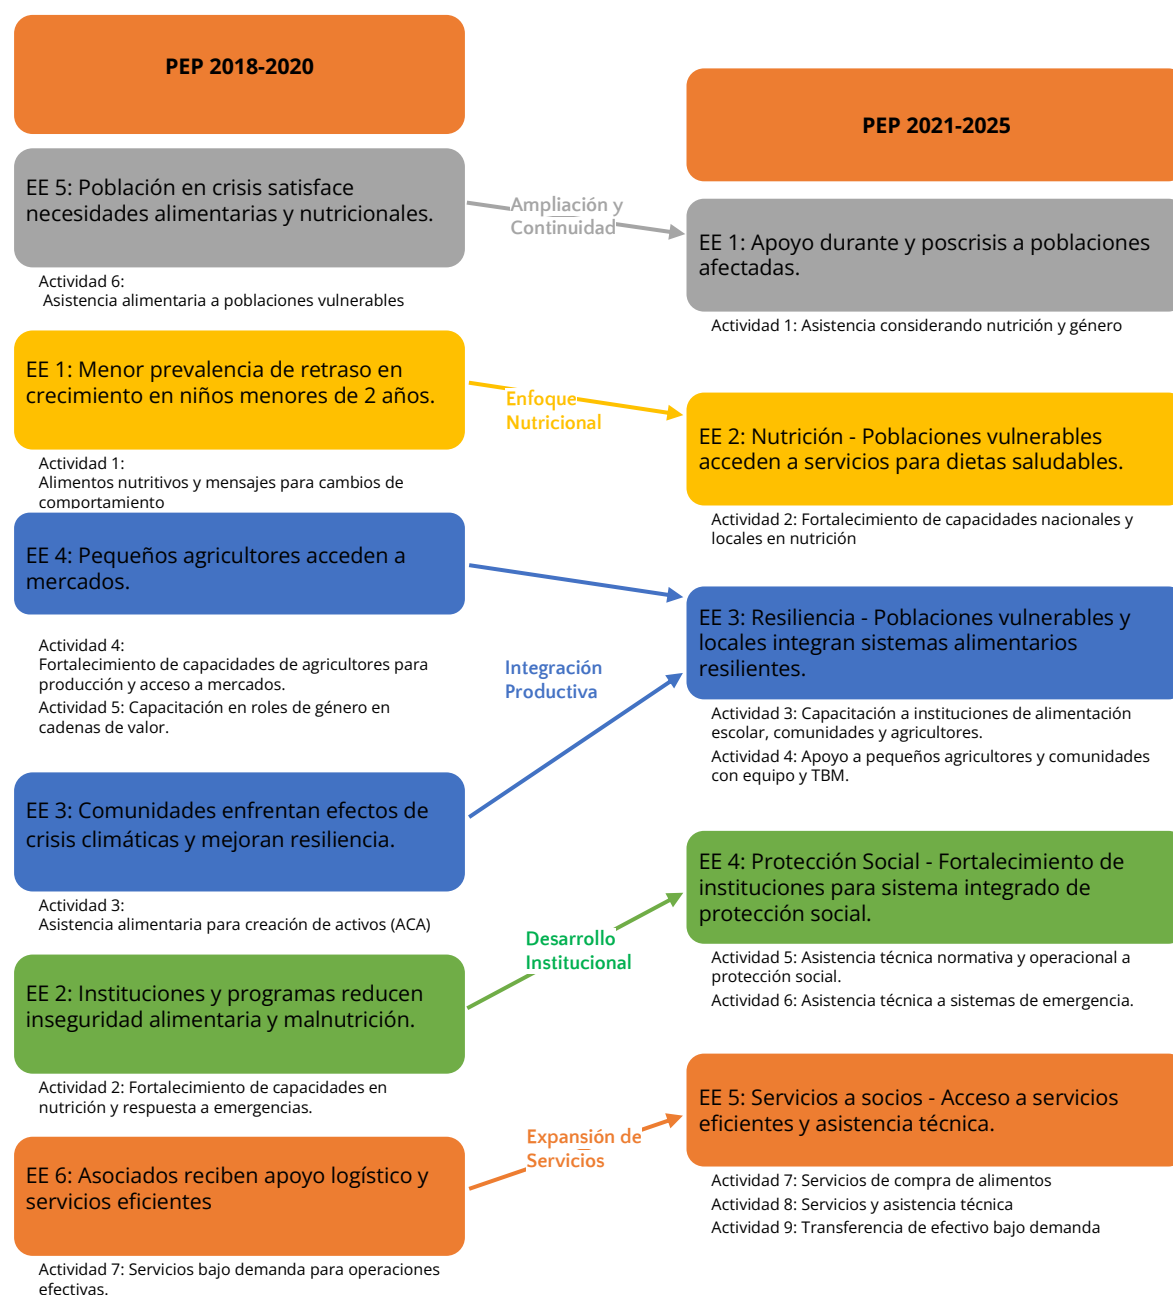 PEP 2018-2020
EE 5: Población en crisis satisface
necesidades alimentarias y nutricionales.
Actividad 6:
Asistencia alimentaria a poblaciones vulnerables
EE 1: Menor prevalencia de retraso en
crecimiento en niños menores de 2 años.
Actividad 1:
Alimentos nutritivos y mensajes para cambios de
comportamiento
EE 4: Pequeños agricultores acceden a
mercados.
Actividad 4:
Fortalecimiento de capacidades de agricultores para
producción y acceso a mercados.
Actividad 5: Capacitación en roles de género en
cadenas de valor.
EE 3: Comunidades enfrentan efectos de
crisis climáticas y mejoran resiliencia.
Actividad 3:
Asistencia alimentaria para creación de activos (ACA)
EE 2: Instituciones y programas reducen
inseguridad alimentaria y malnutrición.
Actividad 2: Fortalecimiento de capacidades en
nutrición y respuesta a emergencias.
EE 6: Asociados reciben apoyo logístico y
servicios eficientes
Actividad 7: Servicios bajo demanda para operaciones
efectivas.
Ampliación y
Continuidad
Enfoque
Nutricional
Integración
Productiva
Desarrollo
Institucional
Expansión de
Servicios
PEP 2021-2025
EE 1: Apoyo durante y poscrisis a poblaciones
afectadas.
Actividad 1: Asistencia considerando nutrición y género
EE 2: Nutrición - Poblaciones vulnerables
acceden a servicios para dietas saludables.
Actividad 2: Fortalecimiento de capacidades nacionales y
locales en nutrición
EE 3: Resiliencia - Poblaciones vulnerables y
locales integran sistemas alimentarios
resilientes.
Actividad 3: Capacitación a instituciones de alimentación
escolar, comunidades y agricultores.
Actividad 4: Apoyo a pequeños agricultores y comunidades
con equipo y TBM.
EE 4: Protección Social - Fortalecimiento de
instituciones para sistema integrado de
protección social.
Actividad 5: Asistencia técnica normativa y operacional a
protección social.
Actividad 6: Asistencia técnica a sistemas de emergencia.
EE 5: Servicios a socios - Acceso a servicios
eficientes y asistencia técnica.
Actividad 7: Servicios de compra de alimentos
Actividad 8: Servicios y asistencia técnica
Actividad 9: Transferencia de efectivo bajo demanda